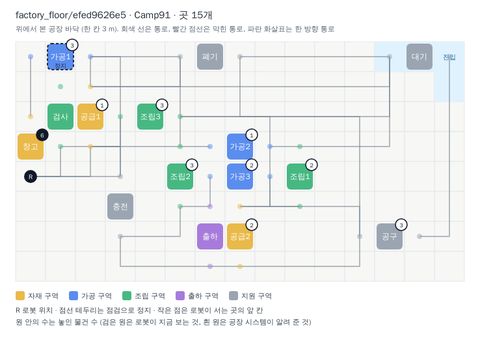 factory_floor/efed9626e5 · Camp91 · 곳 15개
위에서 본 공장 바닥 (한 칸 3 m). 회색 선은 통로, 빨간 점선은 막힌 통로, 파란 화살표는 한 방향 통로
가공1 3
정지
폐기
대기
진입
검사
공급1 1
조립3 3
창고 6
가공2 1
R
조립2 3
가공3 2
조립1 2
충전
출하
공급2 2
공구 3
자재 구역 가공 구역 조립 구역 출하 구역 지원 구역
R 로봇 위치 · 점선 테두리는 점검으로 정지 · 작은 점은 로봇이 서는 곳의 앞 칸
원 안의 수는 놓인 물건 수 (검은 원은 로봇이 지금 보는 것, 흰 원은 공장 시스템이 알려 준 것)